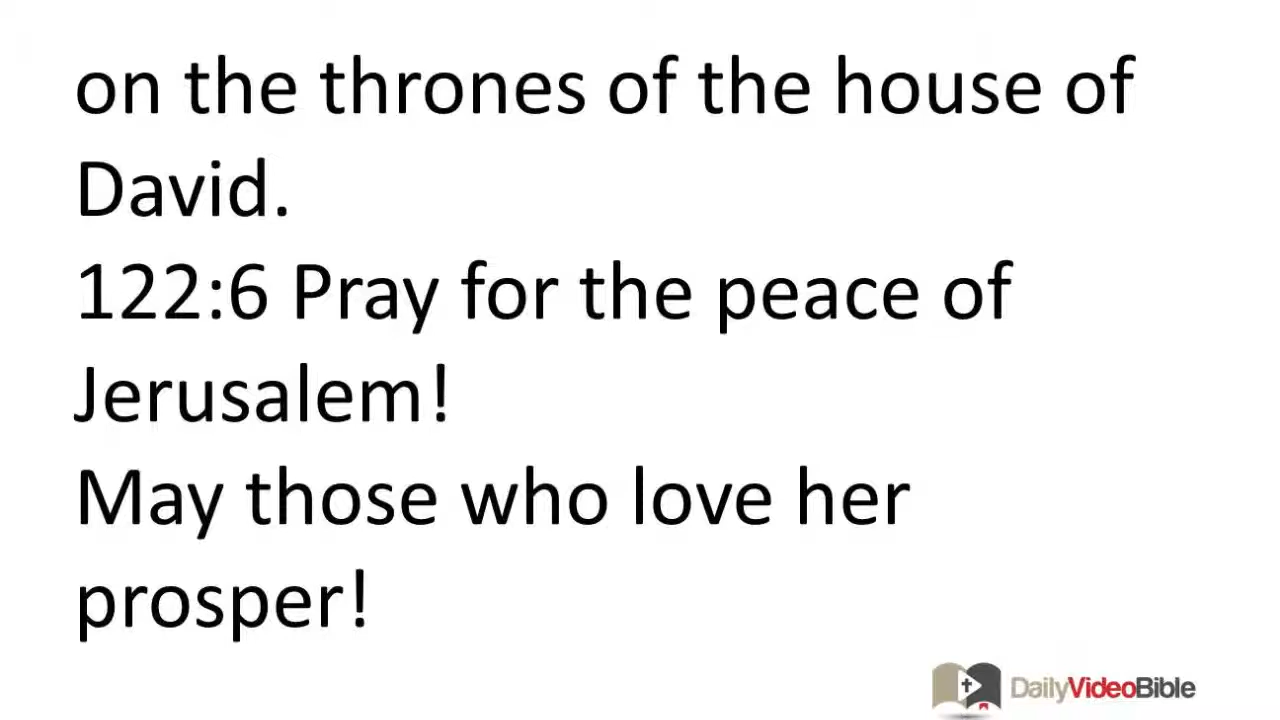 on the thrones of the house of
David.
122:6 Pray for the peace of
Jerusalem!
May those who love her
prosper!
DailyVideoBible